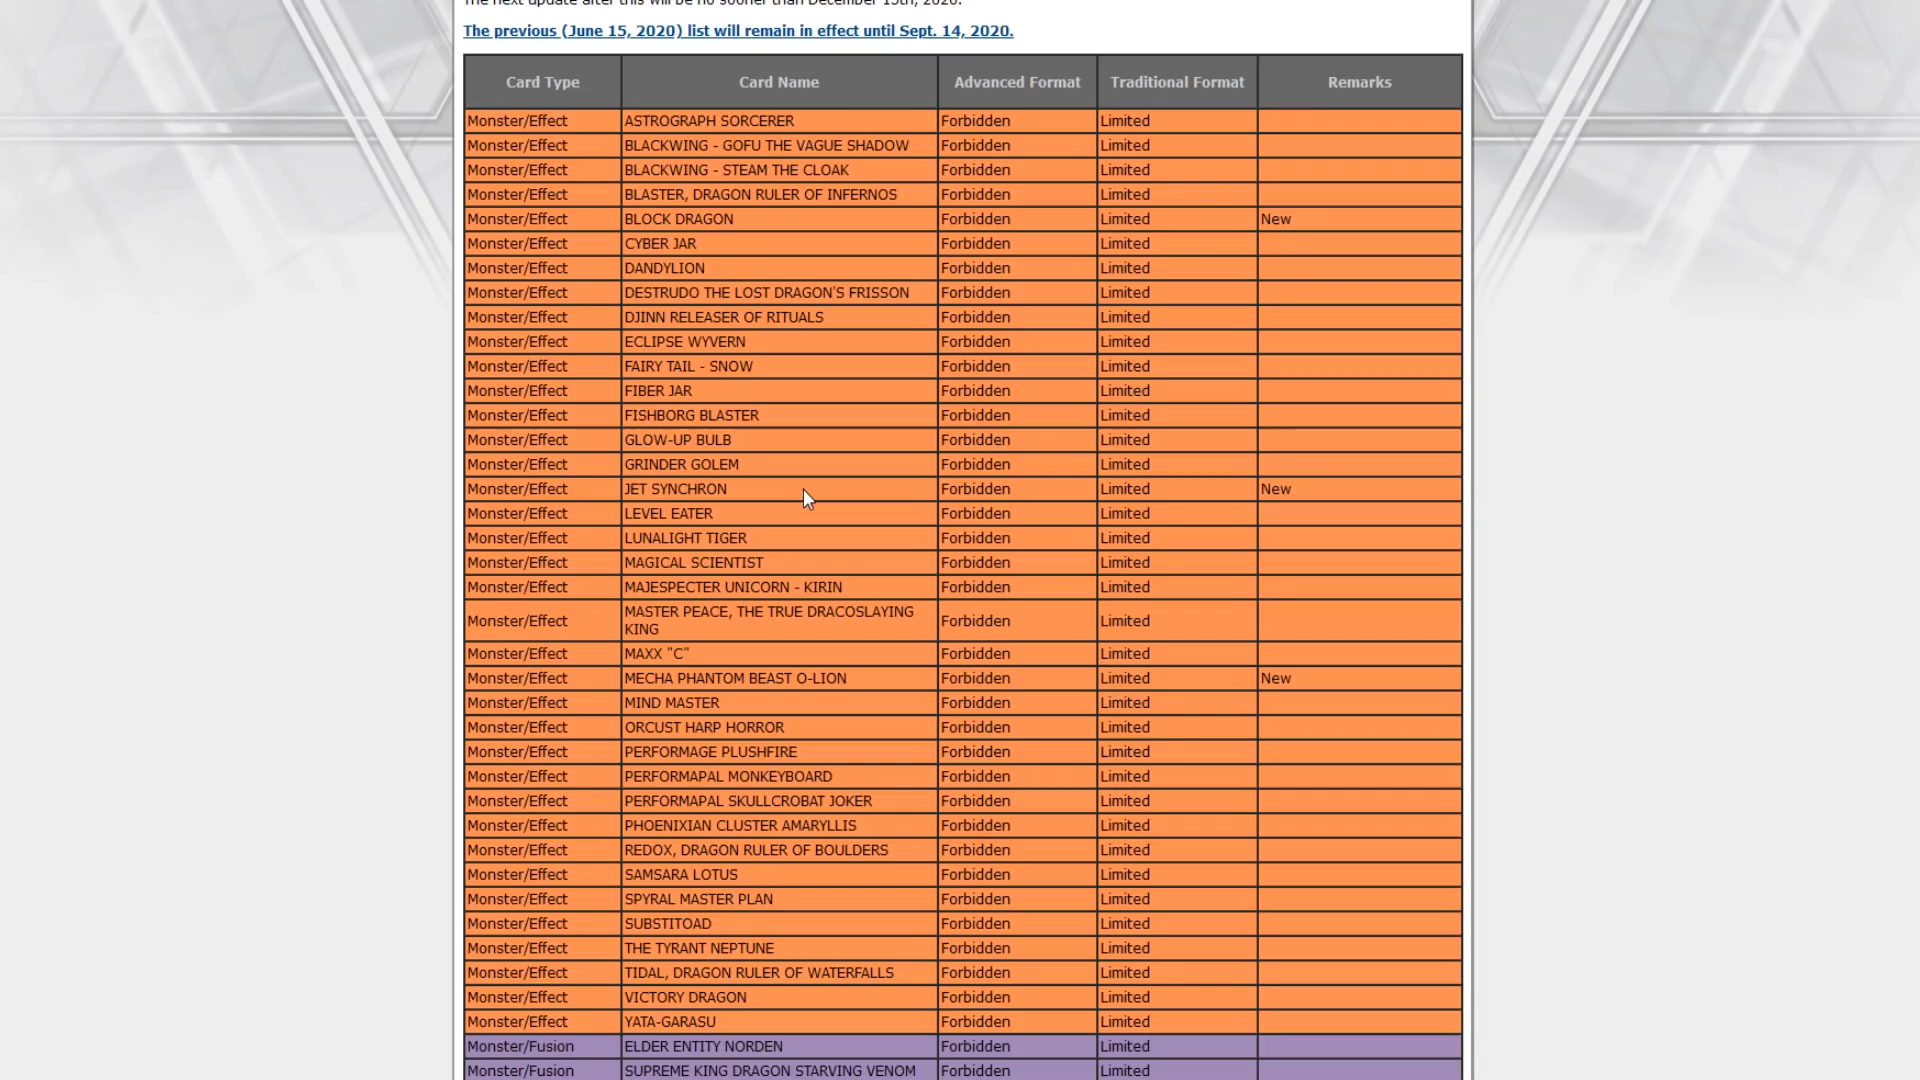 The next update after this will be no sooner than December 15th, 2020.
The previous (June 15, 2020) list will remain in effect until Sept. 14, 2020.
Card Type Card Name Advanced Format Traditional Format Remarks
Monster/Effect ASTROGRAPH SORCERER Forbidden Limited
Monster/Effect BLACKWING - GOFU THE VAGUE SHADOW Forbidden Limited
Monster/Effect BLACKWING - STEAM THE CLOAK Forbidden Limited
Monster/Effect BLASTER, DRAGON RULER OF INFERNOS Forbidden Limited
Monster/Effect BLOCK DRAGON Forbidden Limited New
Monster/Effect CYBER JAR Forbidden Limited
Monster/Effect DANDYLION Forbidden Limited
Monster/Effect DESTRUDO THE LOST DRAGON'S FRISSON Forbidden Limited
Monster/Effect DJINN RELEASER OF RITUALS Forbidden Limited
Monster/Effect ECLIPSE WYVERN Forbidden Limited
Monster/Effect FAIRY TAIL - SNOW Forbidden Limited
Monster/Effect FIBER JAR Forbidden Limited
Monster/Effect FISHBORG BLASTER Forbidden Limited
Monster/Effect GLOW-UP BULB Forbidden Limited
Monster/Effect GRINDER GOLEM Forbidden Limited
Monster/Effect JET SYNCHRON Forbidden Limited New
Monster/Effect LEVEL EATER Forbidden Limited
Monster/Effect LUNALIGHT TIGER Forbidden Limited
Monster/Effect MAGICAL SCIENTIST Forbidden Limited
Monster/Effect MAJESPECTER UNICORN - KIRIN Forbidden Limited
Monster/Effect MASTER PEACE, THE TRUE DRACOSLAYING
KING Forbidden Limited
Monster/Effect MAXX "C" Forbidden Limited
Monster/Effect MECHA PHANTOM BEAST O-LION Forbidden Limited New
Monster/Effect MIND MASTER Forbidden Limited
Monster/Effect ORCUST HARP HORROR Forbidden Limited
Monster/Effect PERFORMAGE PLUSHFIRE Forbidden Limited
Monster/Effect PERFORMAPAL MONKEYBOARD Forbidden Limited
Monster/Effect PERFORMAPAL SKULLCROBAT JOKER Forbidden Limited
Monster/Effect PHOENIXIAN CLUSTER AMARYLLIS Forbidden Limited
Monster/Effect REDOX, DRAGON RULER OF BOULDERS Forbidden Limited
Monster/Effect SAMSARA LOTUS Forbidden Limited
Monster/Effect SPYRAL MASTER PLAN Forbidden Limited
Monster/Effect SUBSTITOAD Forbidden Limited
Monster/Effect THE TYRANT NEPTUNE Forbidden Limited
Monster/Effect TIDAL, DRAGON RULER OF WATERFALLS Forbidden Limited
Monster/Effect VICTORY DRAGON Forbidden Limited
Monster/Effect YATA-GARASU Forbidden Limited
Monster/Fusion ELDER ENTITY NORDEN Forbidden Limited
Monster/Fusion SUPREME KING DRAGON STARVING VENOM Forbidden Limited